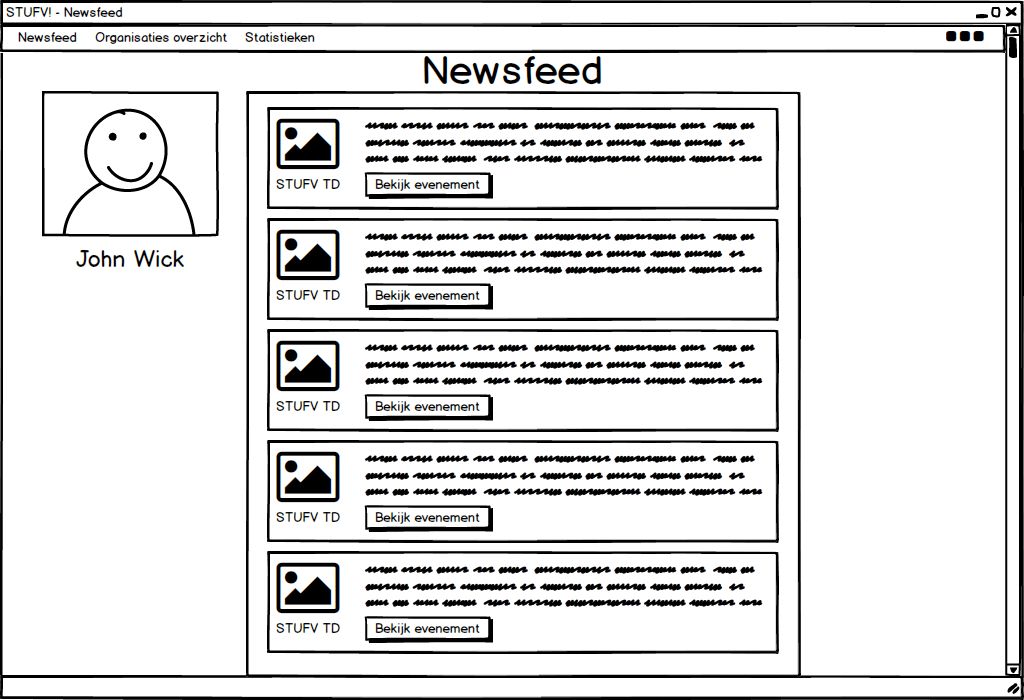 STUFV! - Newsfeed
Newsfeed Organisaties overzicht Statistieken
Newsfeed
John Wick
STUFV TD
Bekijk evenement
STUFV TD
Bekijk evenement
STUFV TD
Bekijk evenement
STUFV TD
Bekijk evenement
STUFV TD
Bekijk evenement